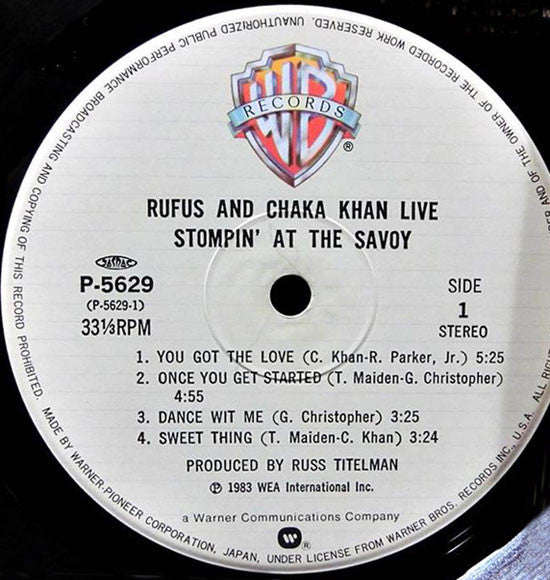 WB
RECORDS
®
RUFUS AND CHAKA KHAN LIVE
STOMPIN' AT THE SAVOY
JASRAC
P-5629
(P-5629-1)
33⅓RPM
SIDE
1
STEREO
1. YOU GOT THE LOVE (C. Khan-R. Parker, Jr.) 5:25
2. ONCE YOU GET STARTED (T. Maiden-G. Christopher)
4:55
3. DANCE WIT ME (G. Christopher) 3:25
4. SWEET THING (T. Maiden-C. Khan) 3:24
PRODUCED BY RUSS TITELMAN
℗ 1983 WEA International Inc.
a Warner Communications Company
®
MADE BY WARNER-PIONEER CORPORATION, JAPAN, UNDER LICENSE FROM WARNER BROS. RECORDS INC., U.S.A. ALL
AND OF THE OWNER OF THE RECORDED WORK RESERVED. UNAUTHORIZED PUBLIC PERFORMANCE BROADCASTING AND COPYING OF THIS RECORD PROHIBITED.